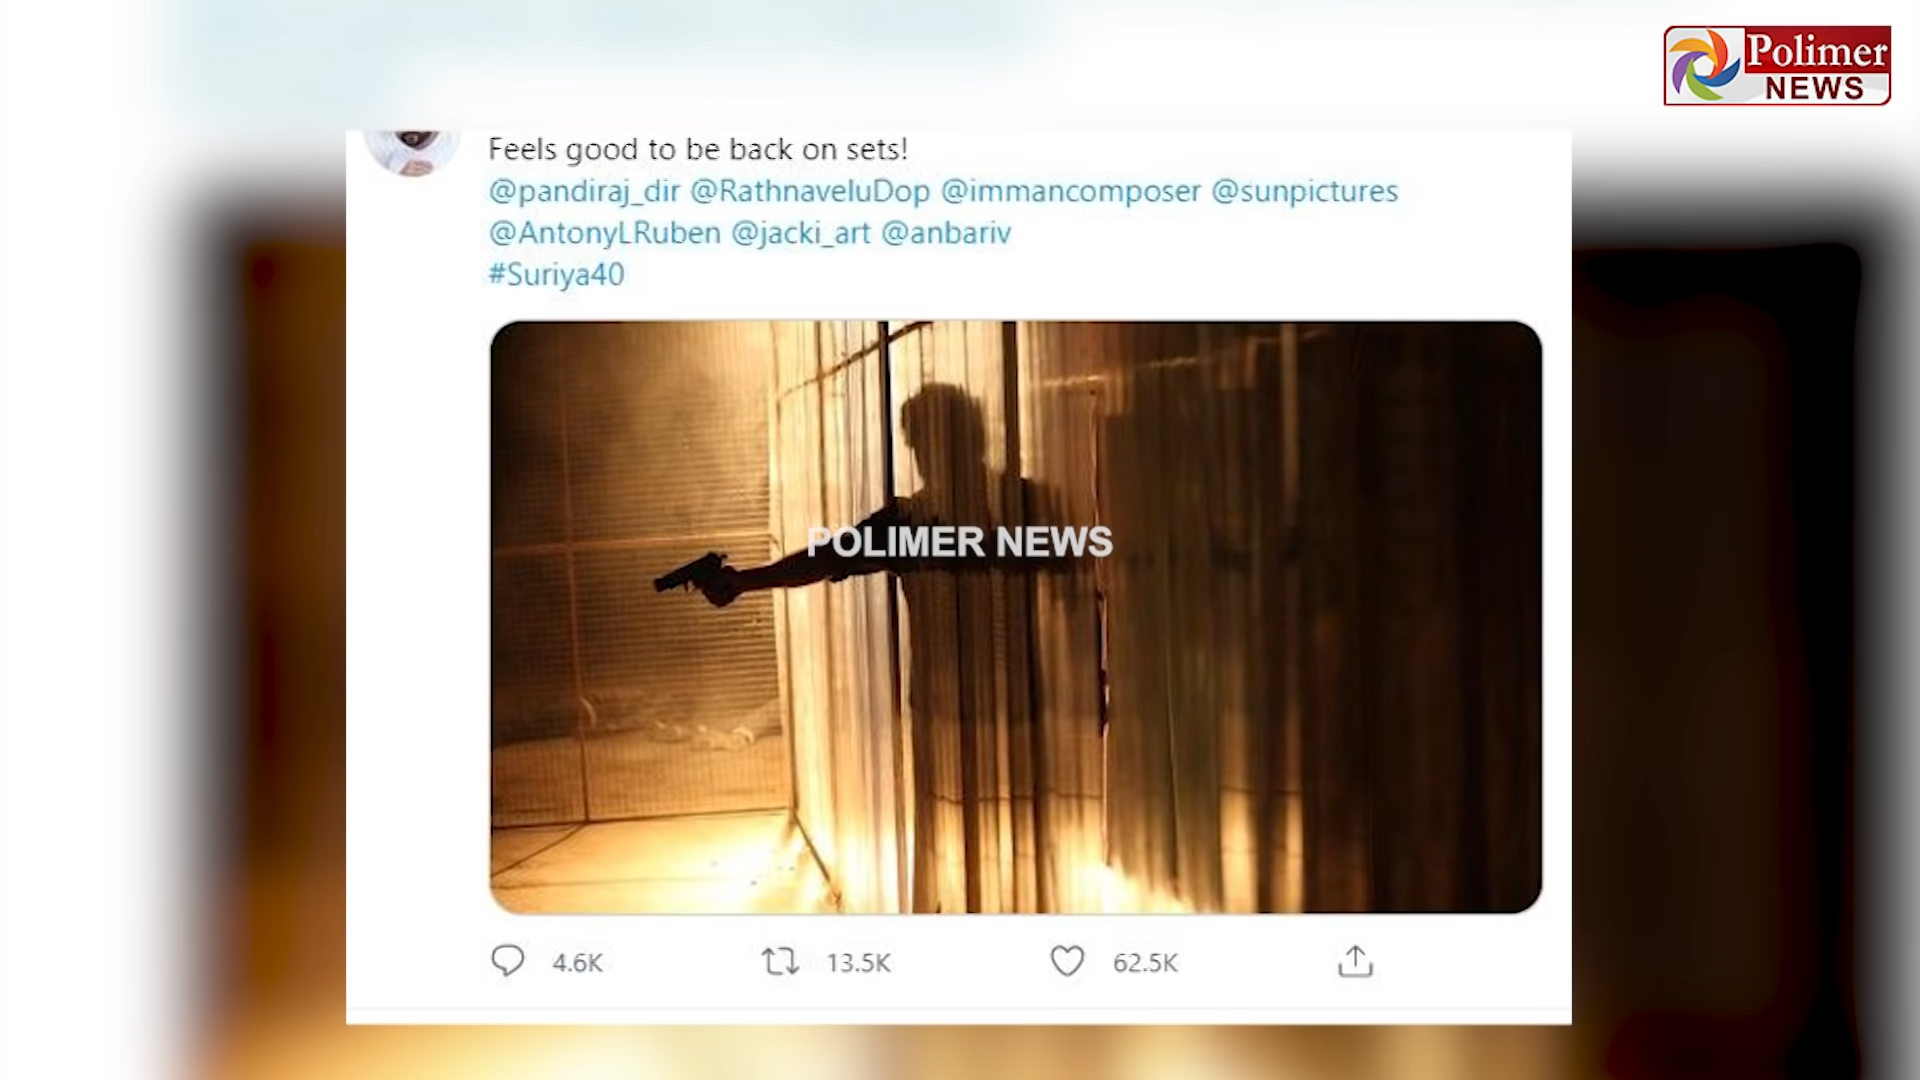 Polimer
NEWS
Feels good to be back on sets!
@pandiraj_dir @RathnaveluDop @immancomposer @sunpictures
@AntonyLRuben @jacki_art @anbariv
#Suriya40
POLIMER NEWS
4.6K 13.5K 62.5K